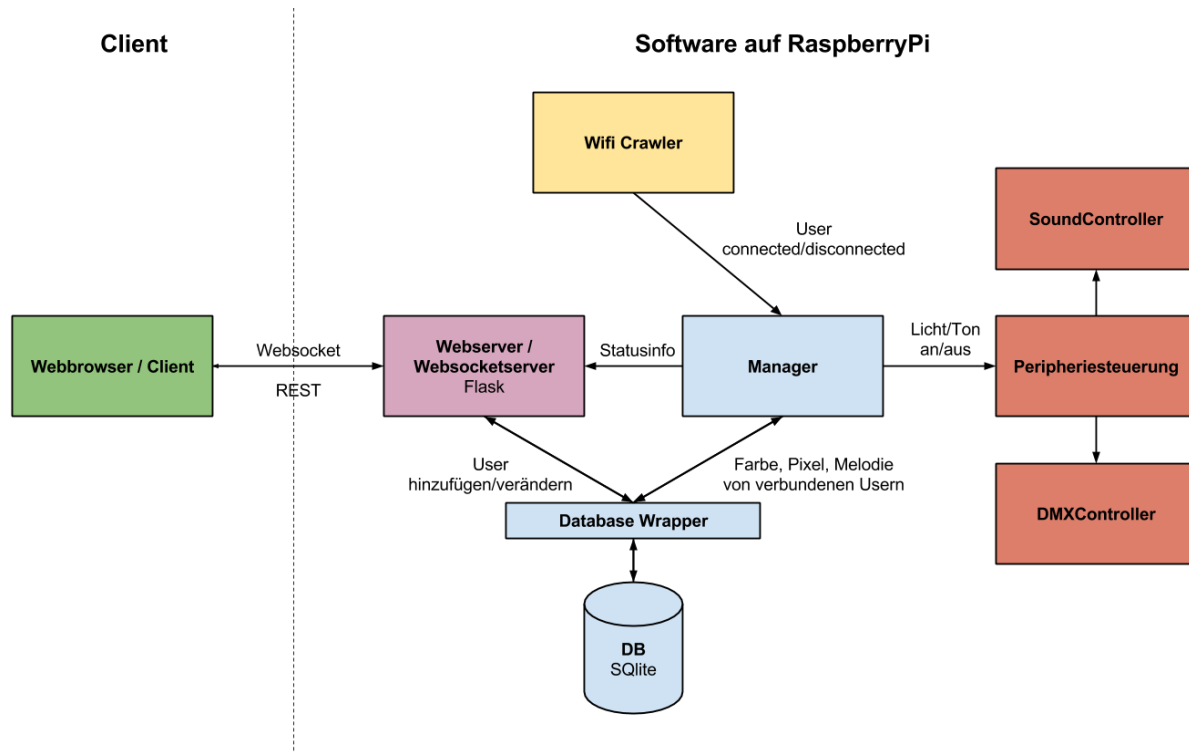 Client
Software auf RaspberryPi
Wifi Crawler
User
connected/disconnected
SoundController
Webbrowser / Client
Websocket
REST
Webserver /
Websocketserver
Flask
Statusinfo
Manager
Licht/Ton
an/aus
Peripheriesteuerung
User
hinzufügen/verändern
Farbe, Pixel, Melodie
von verbundenen Usern
Database Wrapper
DMXController
DB
SQlite